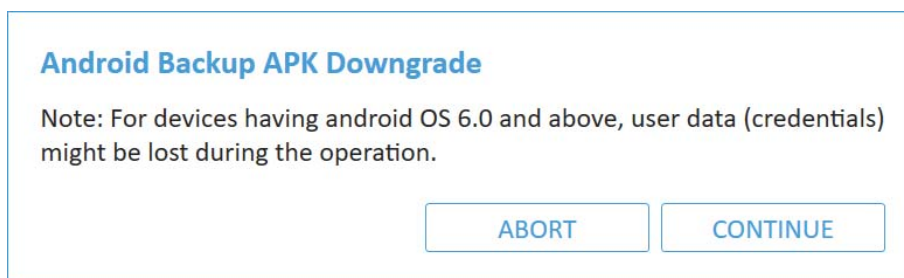 Android Backup APK Downgrade
Note: For devices having android OS 6.0 and above, user data (credentials)
might be lost during the operation.
ABORT CONTINUE